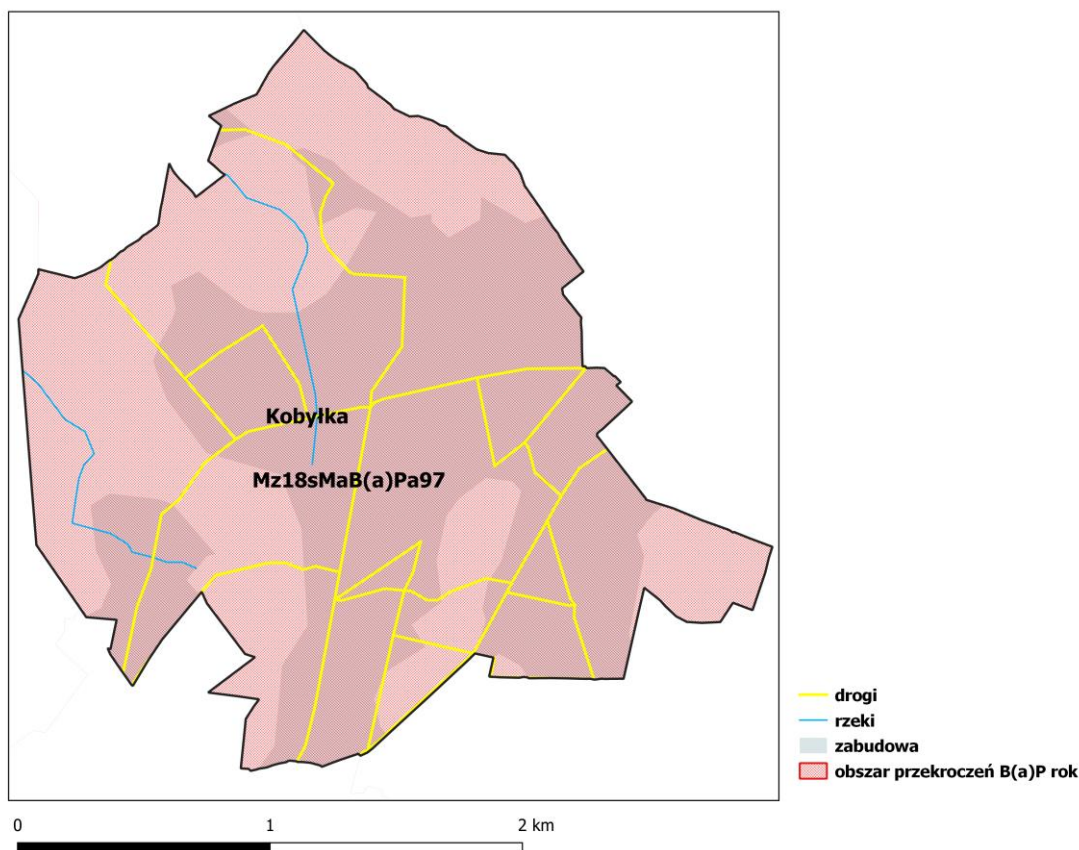 Kobyłka
Mz18sMaB(a)Pa97
drogi
rzeki
zabudowa
obszar przekroczeń B(a)P rok
0 1 2 km